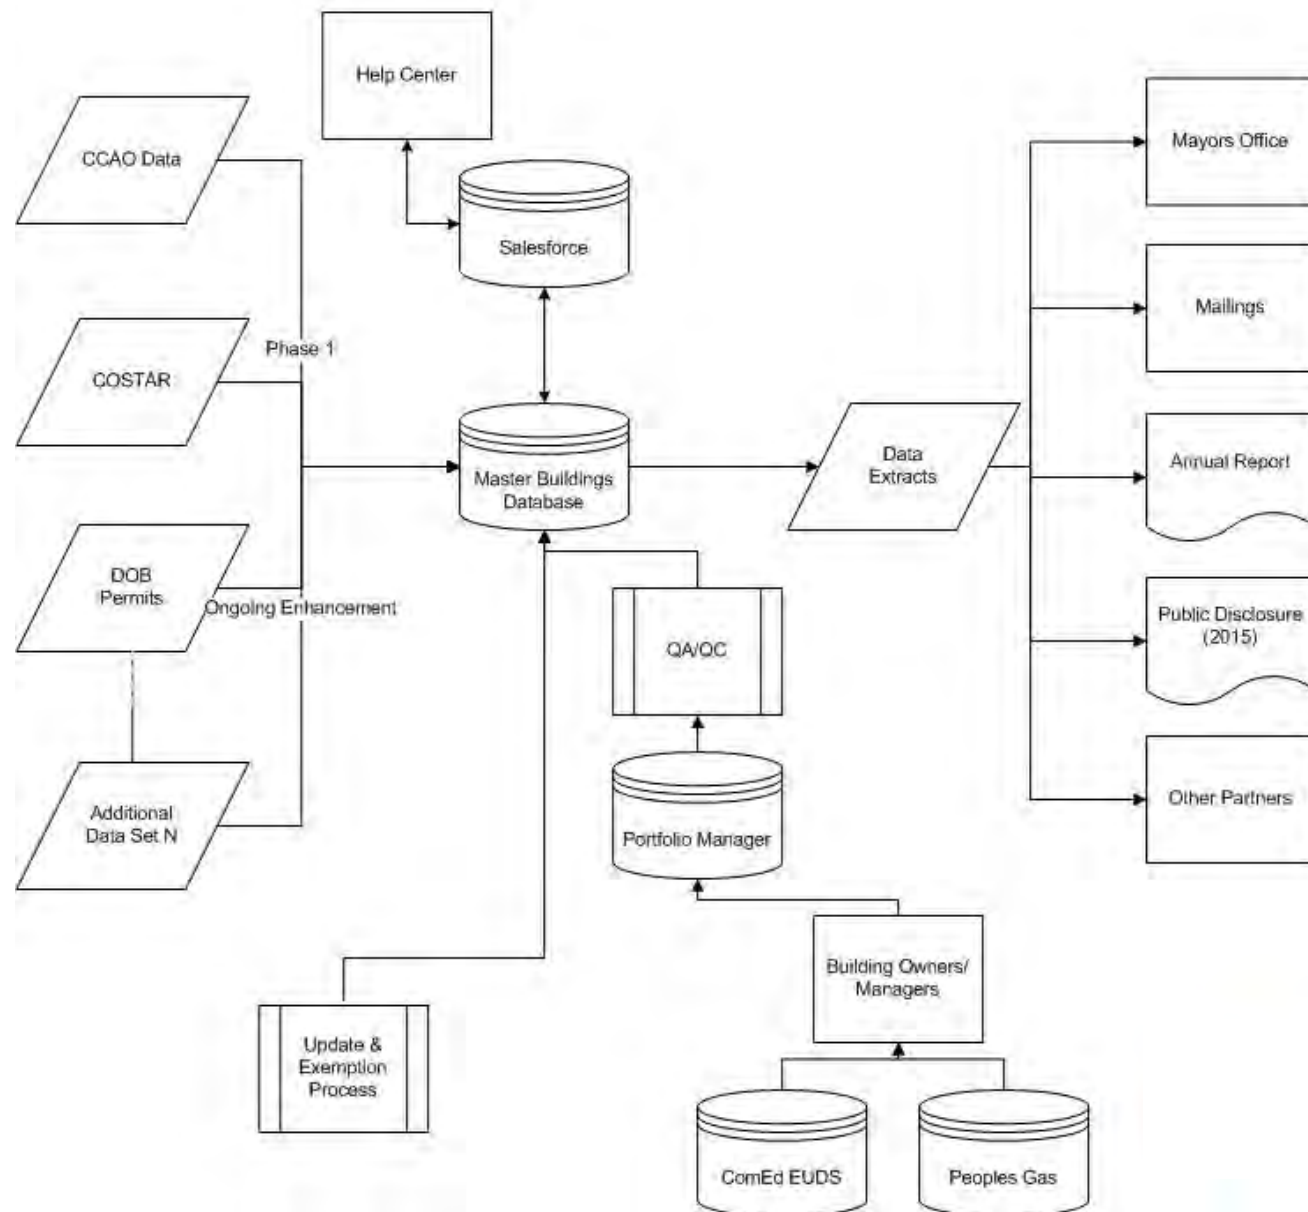 Help Center
CCAO Data
Mayors Office
Salesforce
Mailings
Phase 1
COSTAR
Master Buildings
Database
Data
Extracts
Annual Report
DOB
Permits
Ongoing Enhancement
QA/QC
Public Disclosure
(2015)
Additional
Data Set N
Portfolio Manager
Other Partners
Building Owners/
Managers
Update &
Exemption
Process
ComEd EUDS
Peoples Gas